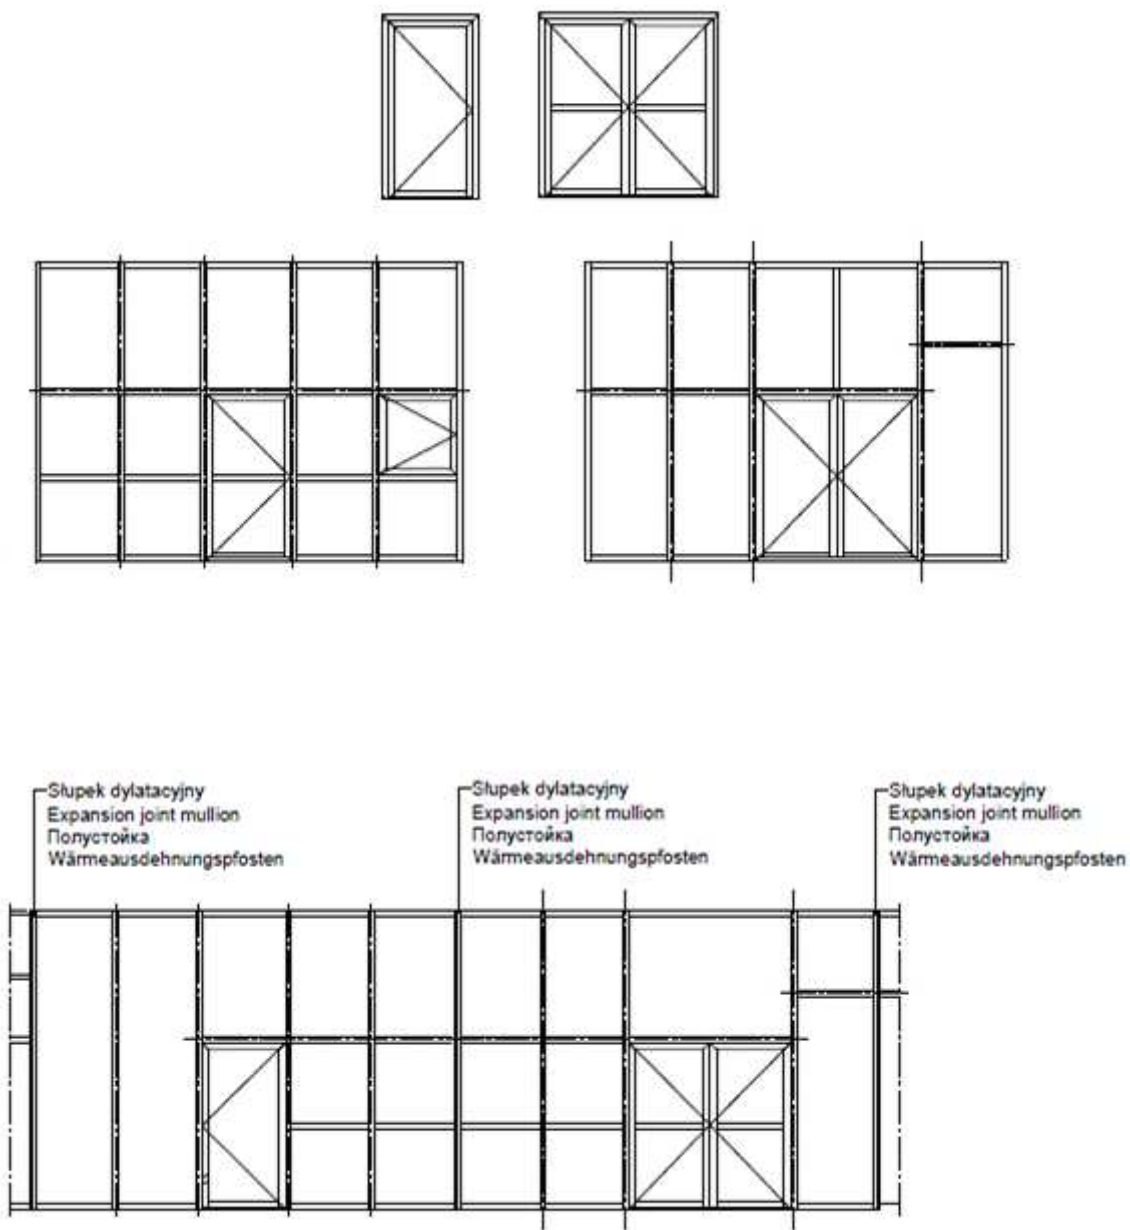 Słupek dylatacyjny
Expansion joint mullion
Полустойка
Wärmeausdehnungspfosten
Słupek dylatacyjny
Expansion joint mullion
Полустойка
Wärmeausdehnungspfosten
Słupek dylatacyjny
Expansion joint mullion
Полустойка
Wärmeausdehnungspfosten